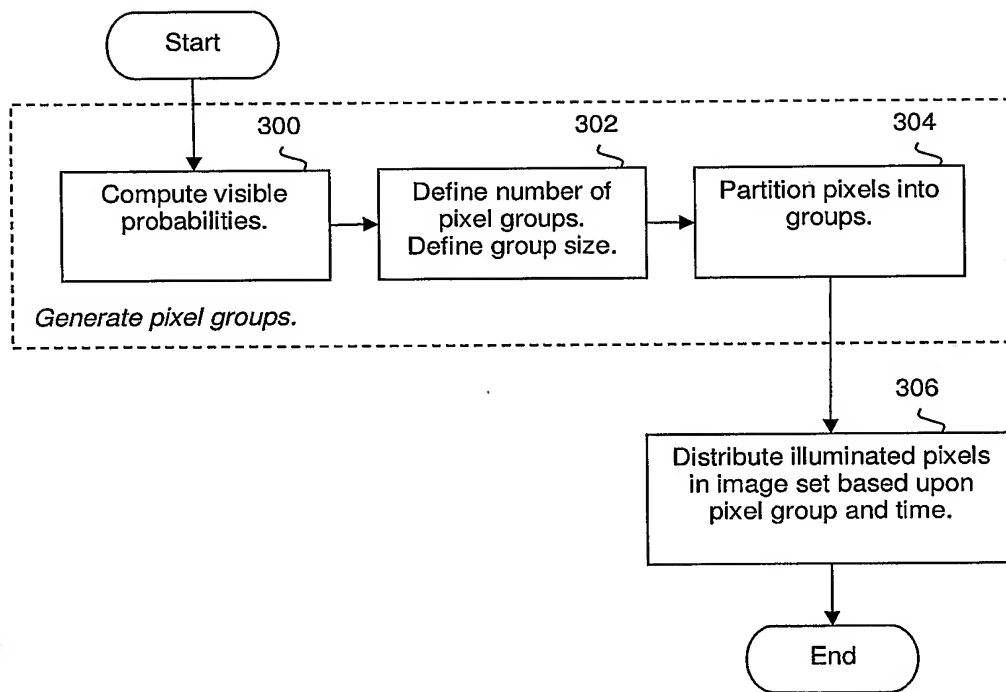 Start
300
302
304
Compute visible
probabilities.
Define number of
pixel groups.
Define group size.
Partition pixels into
groups.
Generate pixel groups.
306
Distribute illuminated pixels
in image set based upon
pixel group and time.
End